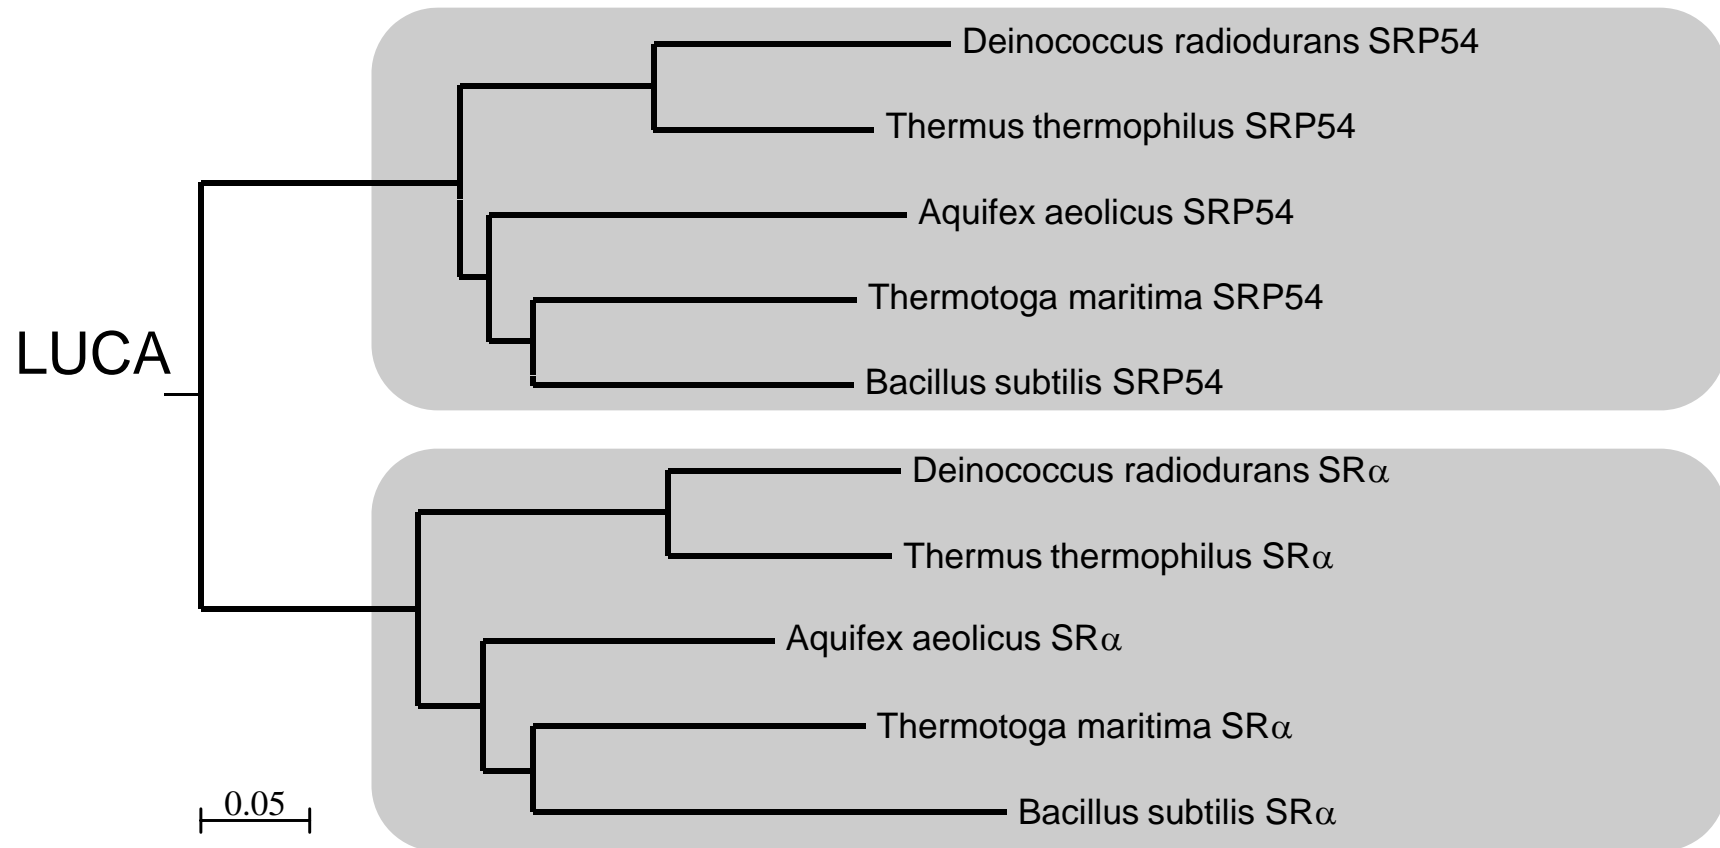 Deinococcus radiodurans SRP54
Thermus thermophilus SRP54
Aquifex aeolicus SRP54
Thermotoga maritima SRP54
LUCA
Bacillus subtilis SRP54
Deinococcus radiodurans SRα
Thermus thermophilus SRα
Aquifex aeolicus SRα
Thermotoga maritima SRα
0.05
Bacillus subtilis SRα